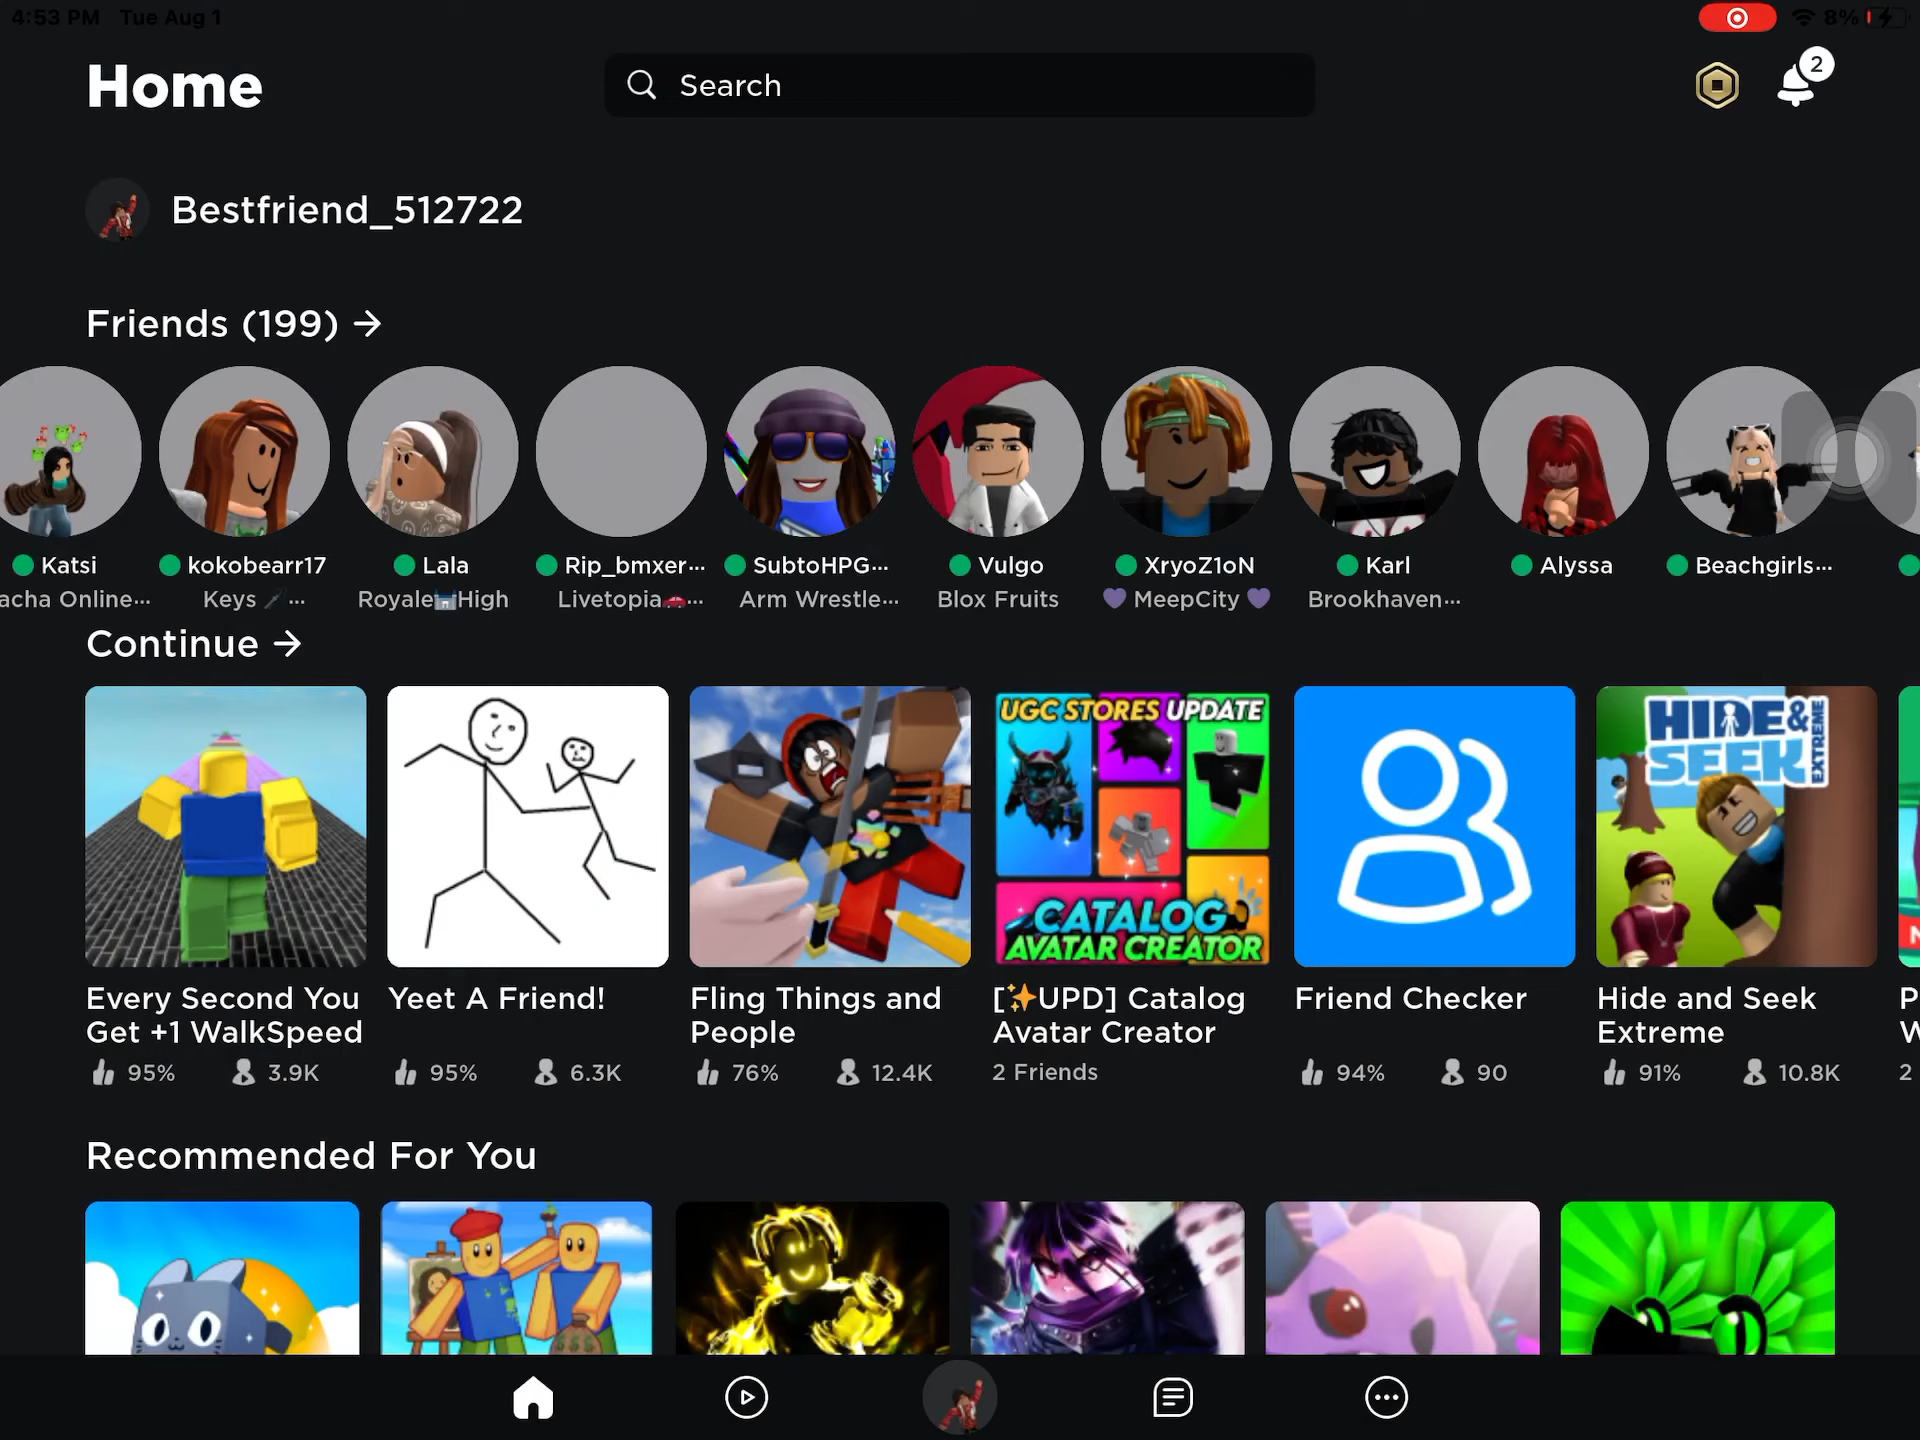 4:53 PM Tue Aug 1
8%
Home
Search
2
Bestfriend_512722
Friends (199) →
Katsi
kokobearr17
Lala
Rip_bmxer...
SubtoHPG...
Vulgo
XryoZ1oN
Karl
Alyssa
Beachgirls...
acha Online...
Keys ...
Royale🏰High
Livetopia🚗...
Arm Wrestle...
Blox Fruits
💜 MeepCity 💜
Brookhaven...
Continue →
UGC STORES UPDATE
CATALOG
AVATAR CREATOR
HIDE &
SEEK
EXTREME
N
Every Second You
Get +1 WalkSpeed
95% 3.9K
Yeet A Friend!
95% 6.3K
Fling Things and
People
76% 12.4K
[✨UPD] Catalog
Avatar Creator
2 Friends
Friend Checker
94% 90
Hide and Seek
Extreme
91% 10.8K
P
W
2
Recommended For You
$$$